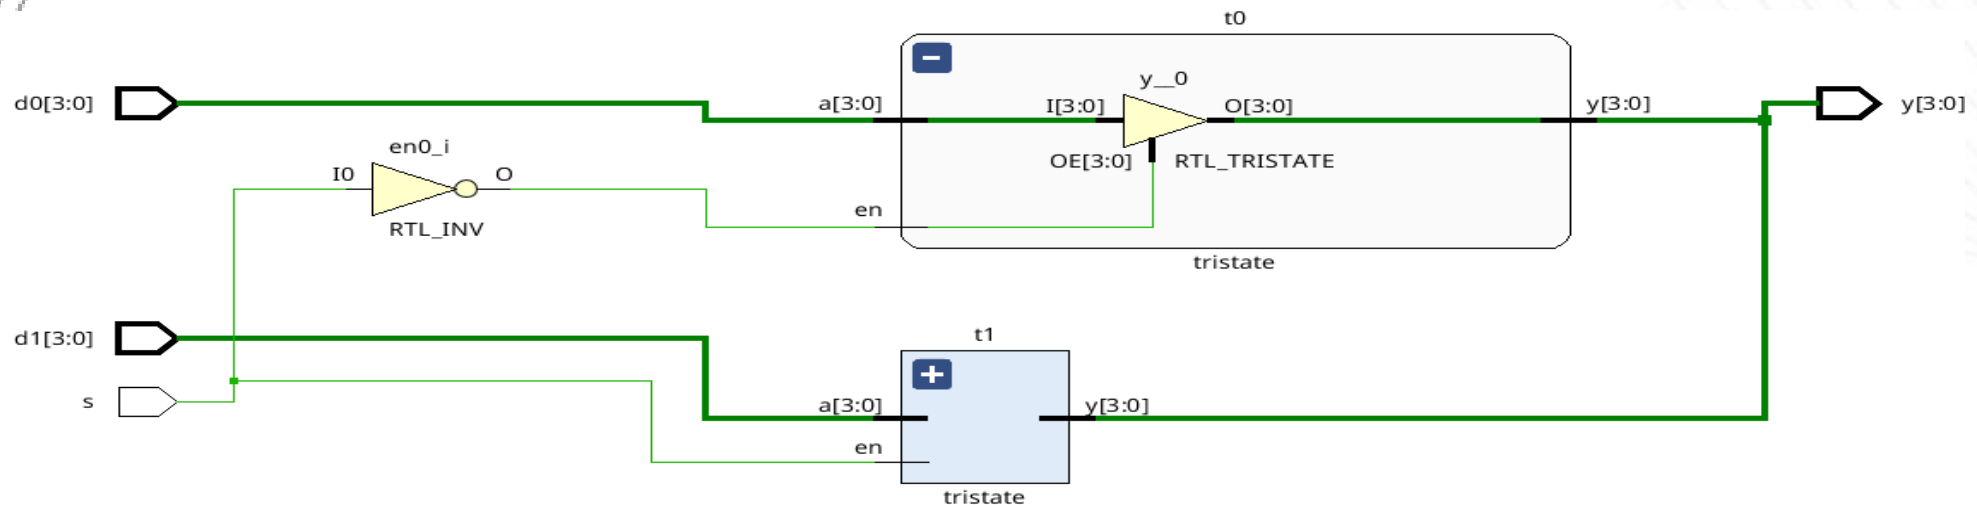 t0
d0[3:0]
a[3:0]
y__0
I[3:0]
O[3:0]
y[3:0]
y[3:0]
OE[3:0]
RTL_TRISTATE
en0_i
I0
O
RTL_INV
en
tristate
d1[3:0]
t1
s
a[3:0]
y[3:0]
en
tristate